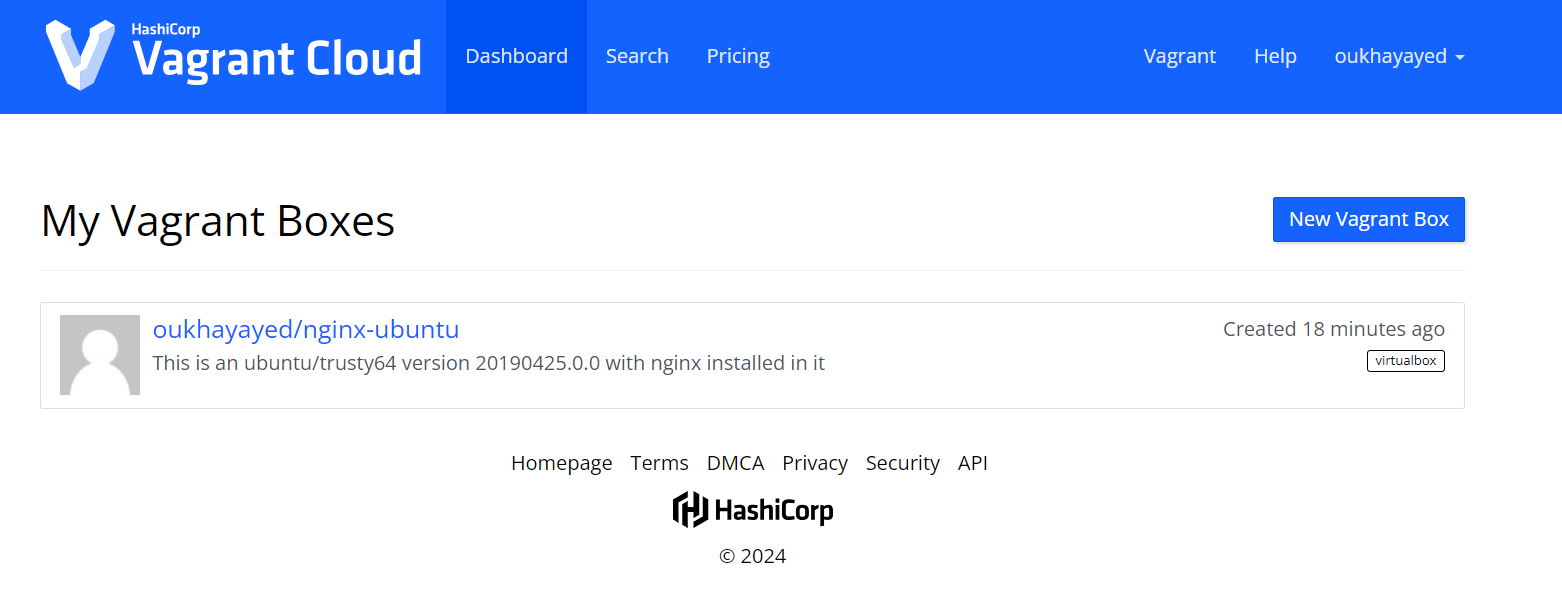 HashiCorp
Vagrant Cloud
Dashboard Search Pricing Vagrant Help oukhayayed
My Vagrant Boxes
New Vagrant Box
oukhayayed/nginx-ubuntu
Created 18 minutes ago
This is an ubuntu/trusty64 version 20190425.0.0 with nginx installed in it
virtualbox
Homepage Terms DMCA Privacy Security API
HashiCorp
© 2024